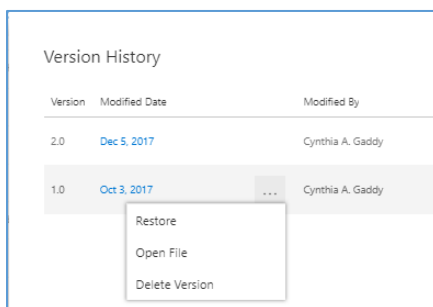 Version History
Version Modified Date Modified By
2.0 Dec 5, 2017 Cynthia A. Gaddy
1.0 Oct 3, 2017 ... Cynthia A. Gaddy
Restore
Open File
Delete Version